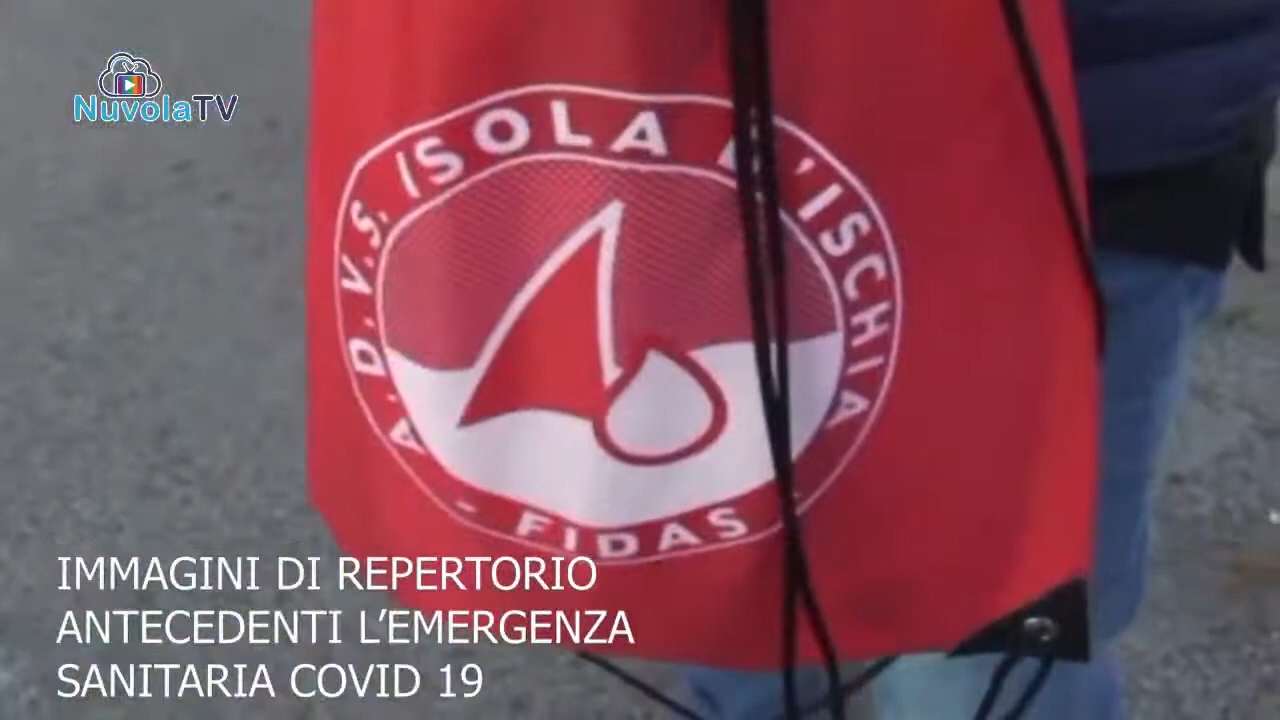 NuvolaTV
A.D.V.S. ISOLA D'ISCHIA
- FIDAS -
IMMAGINI DI REPERTORIO
ANTECEDENTI L’EMERGENZA
SANITARIA COVID 19